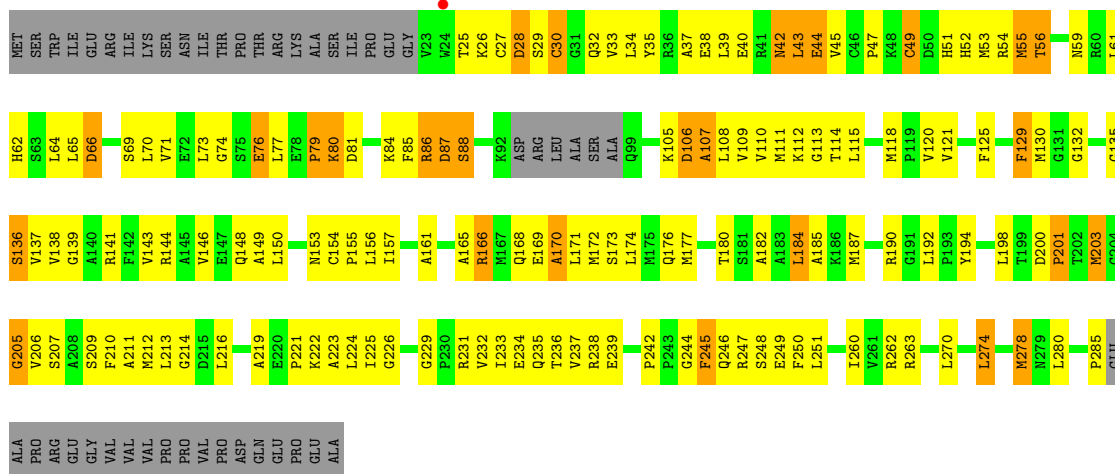 MET SER TRP ILE GLU ARG ILE LYS SER ASN ILE THR PRO THR ARG LYS ALA SER ILE PRO GLU GLY V23 W24 T25 K26 C27 D28 S29 C30 G31 Q32 V33 L34 Y35 R36 A37 E38 L39 E40 R41 N42 L43 E44 V45 C46 P47 K48 C49 D50 H51 H52 M53 R54 M55 T56 N59 R60 L61
H62 S63 L64 L65 D66 S69 L70 V71 E72 L73 G74 S75 E76 L77 E78 P79 K80 D81 K84 F85 R86 D87 S88 K92 ASP ARG LEU ALA SER ALA Q99 K105 D106 A107 L108 V109 V110 M111 K112 G113 T114 L115 M118 P119 V120 V121 F125 F129 M130 G131 G132 G135
S136 V137 V138 G139 A140 R141 F142 V143 R144 A145 V146 E147 Q148 A149 L150 N153 C154 P155 L156 I157 A161 A165 R166 M167 Q168 E169 A170 L171 M172 S173 L174 M175 Q176 M177 T180 S181 A182 A183 L184 A185 K186 M187 R190 G191 L192 P193 Y194 L198 T199 D200 P201 T202 M203 G204
G205 V206 S207 A208 S209 F210 A211 M212 L213 G214 D215 L216 A219 E220 P221 K222 A223 L224 I225 G226 G229 P230 R231 V232 I233 E234 Q235 T236 V237 R238 E239 P242 P243 G244 F245 Q246 R247 S248 E249 F250 L251 I260 V261 R262 R263 L270 L274 M278 N279 L280 P285 GLU
ALA PRO ARG GLU GLY VAL VAL VAL PRO PRO VAL PRO ASP GLN GLU PRO GLU ALA